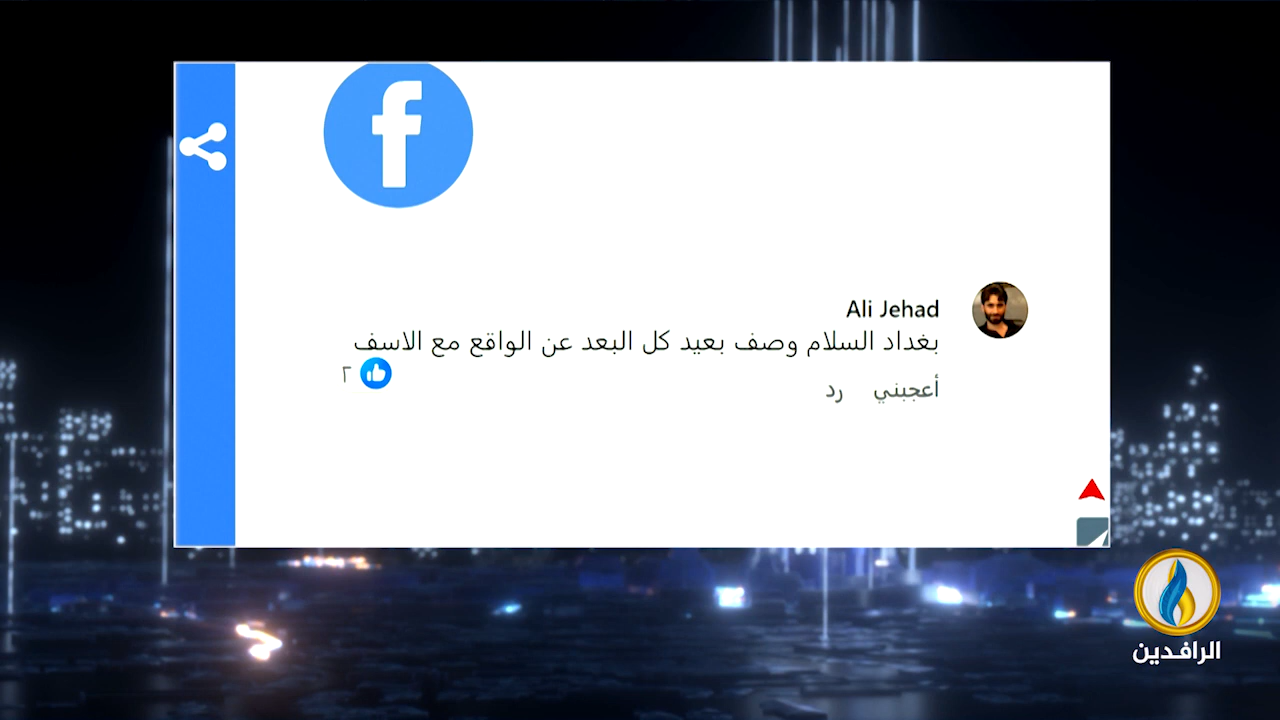 Ali Jehad
بغداد السلام وصف بعيد كل البعد عن الواقع مع الاسف
٢
أعجبني رد
الرافدين